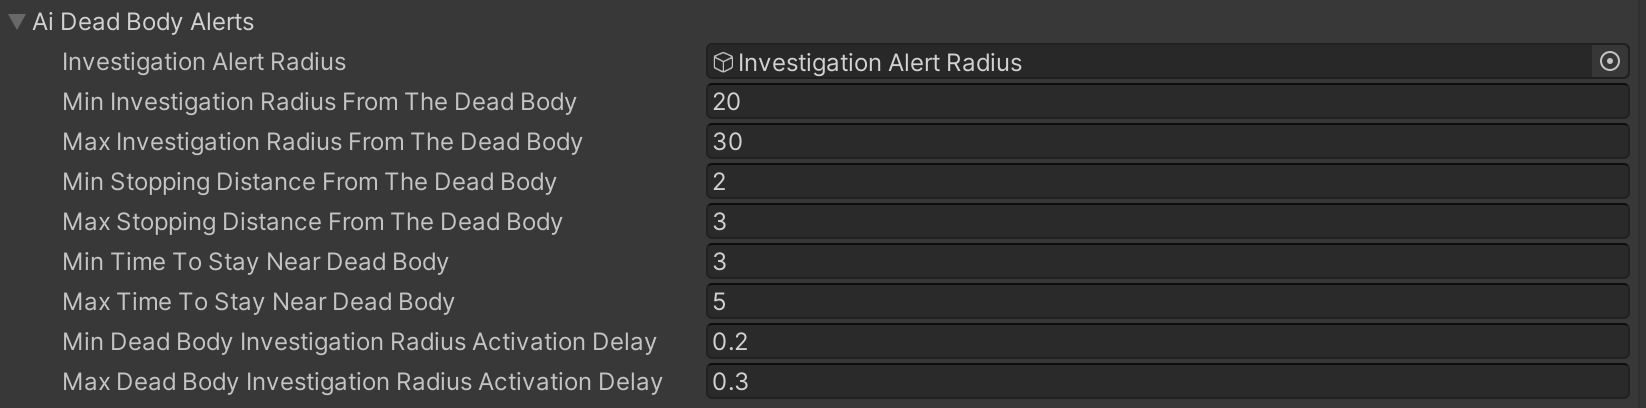 Ai Dead Body Alerts
Investigation Alert Radius Investigation Alert Radius
Min Investigation Radius From The Dead Body 20
Max Investigation Radius From The Dead Body 30
Min Stopping Distance From The Dead Body 2
Max Stopping Distance From The Dead Body 3
Min Time To Stay Near Dead Body 3
Max Time To Stay Near Dead Body 5
Min Dead Body Investigation Radius Activation Delay 0.2
Max Dead Body Investigation Radius Activation Delay 0.3